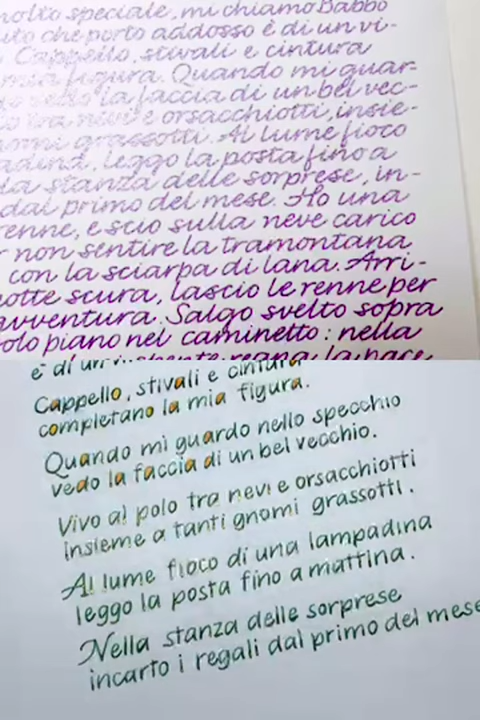 molto speciale, mi chiamo Babbo
che porto addosso è di un vi-
Cappello, stivali e cintura
mia figura. Quando mi guar-
vedo la faccia di un bel vec-
tra nevi e orsacchiotti, insie-
gnomi grassotti. Al lume fioco
leggo la posta fino a
stanza delle sorprese, in-
dal primo del mese. Ho una
renne, e scio sulla neve carico
non sentire la tramontana
con la sciarpa di lana. Arri-
notte scura, lascio le renne per
avventura. Salgo svelto sopra
piano nel caminetto: nella
regna la pace
è di un
Cappello, stivali e cintura
completano la mia figura.
Quando mi guardo nello specchio
vedo la faccia di un bel vecchio.
Vivo al polo tra nevi e orsacchiotti
insieme a tanti gnomi grassotti.
Al lume fioco di una lampadina
leggo la posta fino a mattina.
Nella stanza delle sorprese
incarto i regali dal primo del mese